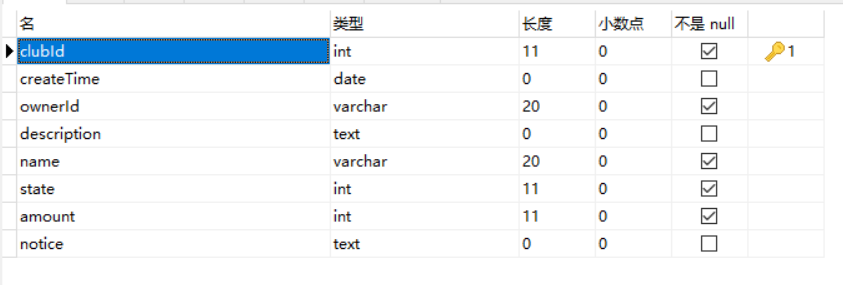 名 类型 长度 小数点 不是 null
clubId int 11 0 1
createTime date 0 0
ownerId varchar 20 0
description text 0 0
name varchar 20 0
state int 11 0
amount int 11 0
notice text 0 0